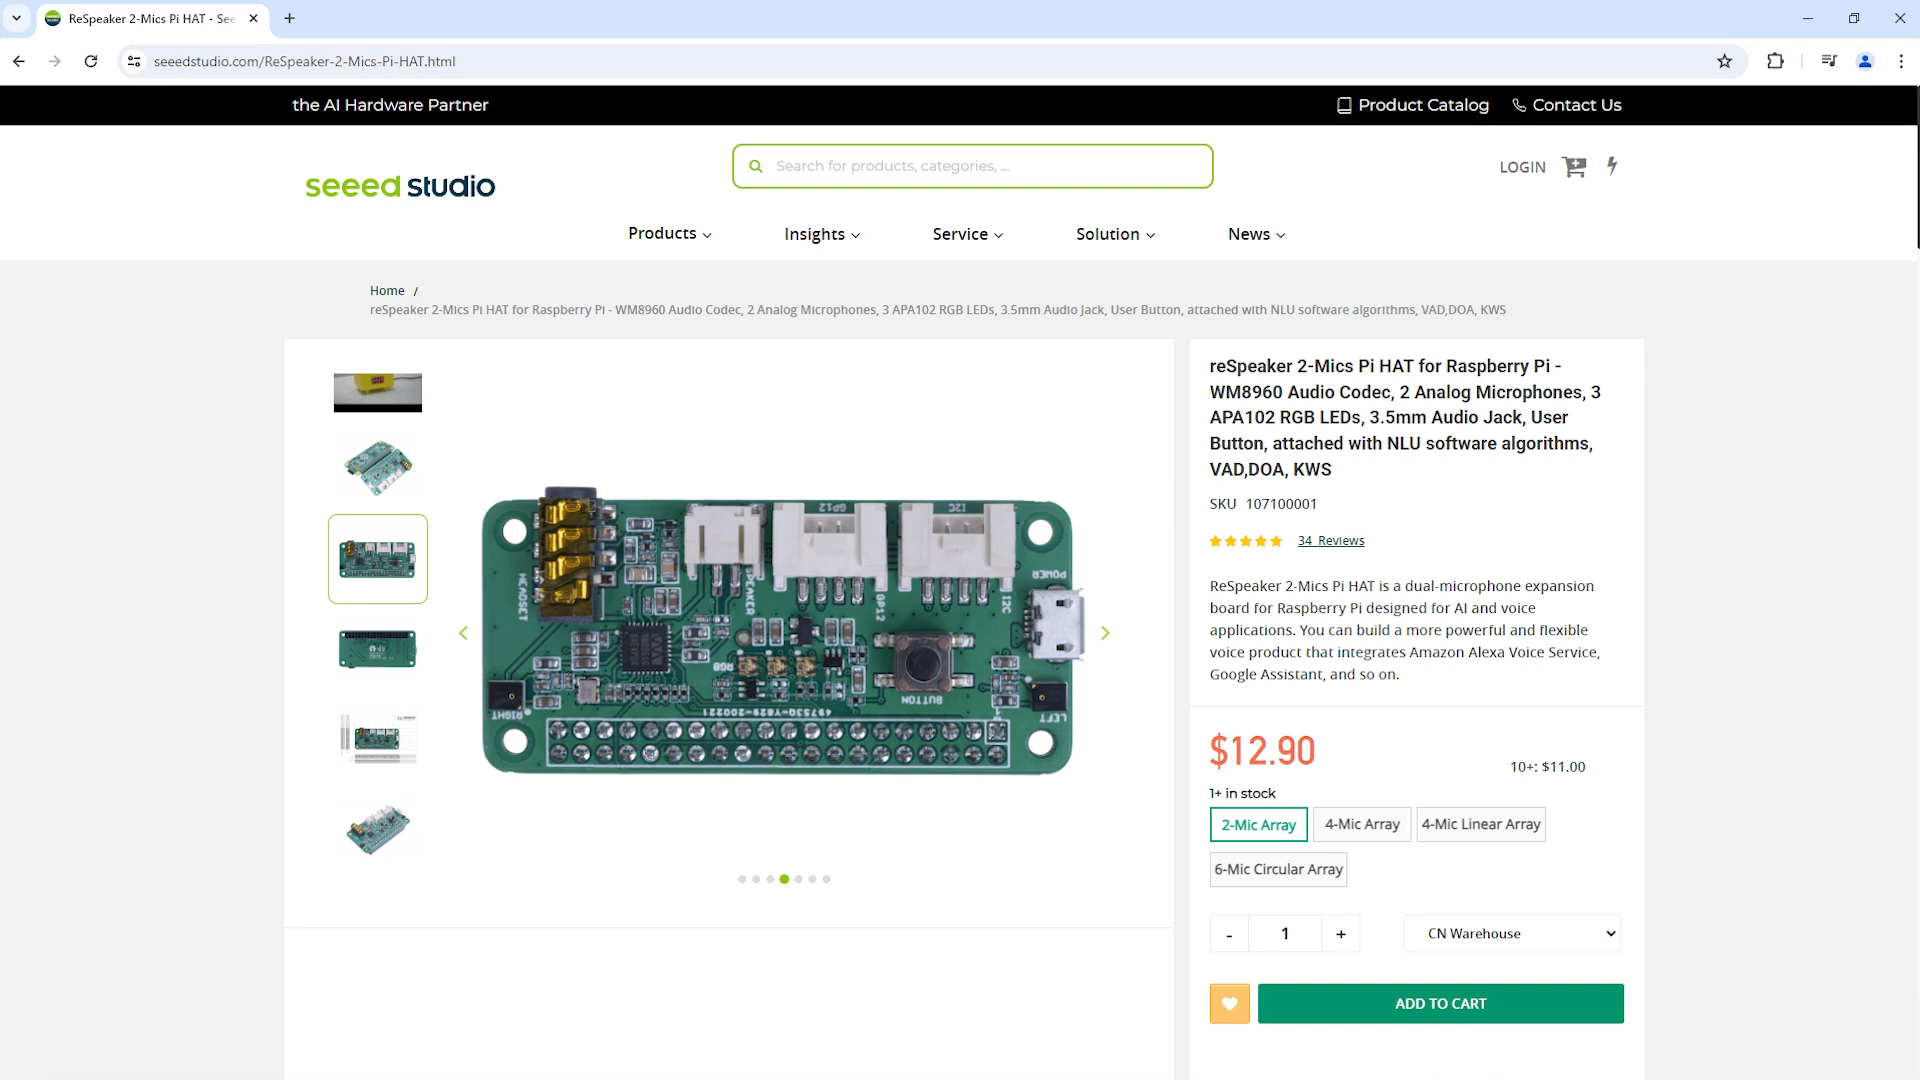 ReSpeaker 2-Mics Pi HAT - See
seeedstudio.com/ReSpeaker-2-Mics-Pi-HAT.html
the AI Hardware Partner
Product Catalog
Contact Us
seeed studio
Search for products, categories, ...
LOGIN
Products
Insights
Service
Solution
News
Home /
reSpeaker 2-Mics Pi HAT for Raspberry Pi - WM8960 Audio Codec, 2 Analog Microphones, 3 APA102 RGB LEDs, 3.5mm Audio Jack, User Button, attached with NLU software algorithms, VAD,DOA, KWS
GP12
I2C
HEADSET
SPEAKER
GP12
I2C
POWER
RGB
BUTTON
RIGHT
LEFT
49753G-Y829-200221
reSpeaker 2-Mics Pi HAT for Raspberry Pi -
WM8960 Audio Codec, 2 Analog Microphones, 3
APA102 RGB LEDs, 3.5mm Audio Jack, User
Button, attached with NLU software algorithms,
VAD,DOA, KWS
SKU 107100001
34 Reviews
ReSpeaker 2-Mics Pi HAT is a dual-microphone expansion
board for Raspberry Pi designed for AI and voice
applications. You can build a more powerful and flexible
voice product that integrates Amazon Alexa Voice Service,
Google Assistant, and so on.
$12.90
10+: $11.00
1+ in stock
2-Mic Array
4-Mic Array
4-Mic Linear Array
6-Mic Circular Array
- 1 +
CN Warehouse
ADD TO CART